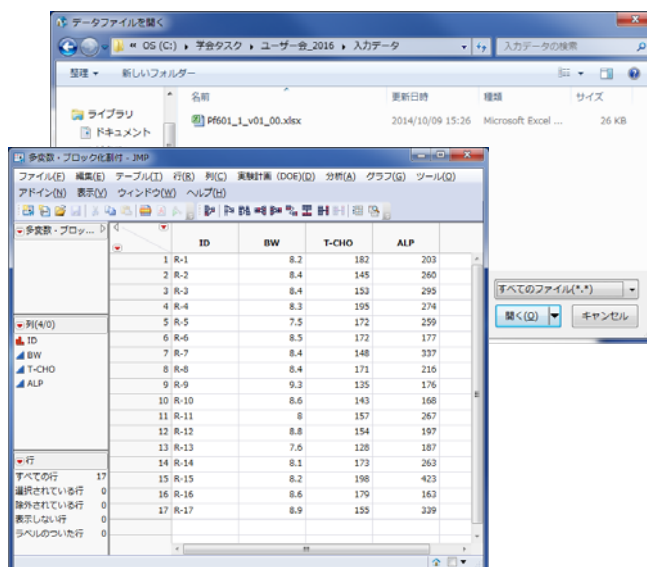 データファイルを開く
« OS (C:) ▸ 学会タスク ▸ ユーザー会_2016 ▸ 入力データ
入力データの検索
整理 新しいフォルダー
名前 更新日時 種類 サイズ
ライブラリ
ドキュメント
Pf601_1_v01_00.xlsx 2014/10/09 15:26 Microsoft Excel ... 26 KB
すべてのファイル(*.*)
開く(O) キャンセル
多変数・ブロック化割付 - JMP
ファイル(F) 編集(E) テーブル(T) 行(R) 列(C) 実験計画 (DOE)(D) 分析(A) グラフ(G) ツール(O)
アドイン(N) 表示(V) ウィンドウ(W) ヘルプ(H)
多変数・ブロッ...
列(4/0)
ID
BW
T-CHO
ALP
行
すべての行 17
選択されている行 0
除外されている行 0
表示しない行 0
ラベルのついた行 0
ID BW T-CHO ALP
1 R-1 8.2 182 203
2 R-2 8.4 145 260
3 R-3 8.4 153 295
4 R-4 8.3 195 274
5 R-5 7.5 172 259
6 R-6 8.5 172 177
7 R-7 8.4 148 337
8 R-8 8.4 171 216
9 R-9 9.3 135 176
10 R-10 8.6 143 168
11 R-11 8 157 267
12 R-12 8.8 154 197
13 R-13 7.6 128 187
14 R-14 8.1 173 263
15 R-15 8.2 198 423
16 R-16 8.6 179 163
17 R-17 8.9 155 339